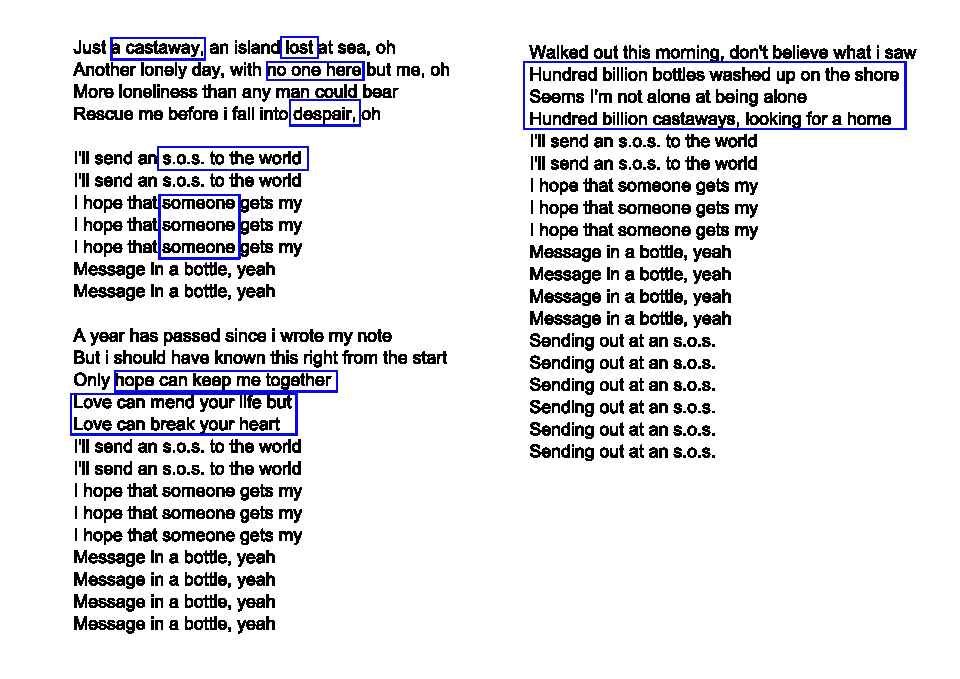 Just a castaway, an island lost at sea, oh
Another lonely day, with no one here but me, oh
More loneliness than any man could bear
Rescue me before i fall into despair, oh
I'll send an s.o.s. to the world
I'll send an s.o.s. to the world
I hope that someone gets my
I hope that someone gets my
I hope that someone gets my
Message in a bottle, yeah
Message in a bottle, yeah
A year has passed since i wrote my note
But i should have known this right from the start
Only hope can keep me together
Love can mend your life but
Love can break your heart
I'll send an s.o.s. to the world
I'll send an s.o.s. to the world
I hope that someone gets my
I hope that someone gets my
I hope that someone gets my
Message in a bottle, yeah
Message in a bottle, yeah
Message in a bottle, yeah
Message in a bottle, yeah
Walked out this morning, don't believe what i saw
Hundred billion bottles washed up on the shore
Seems I'm not alone at being alone
Hundred billion castaways, looking for a home
I'll send an s.o.s. to the world
I'll send an s.o.s. to the world
I hope that someone gets my
I hope that someone gets my
I hope that someone gets my
Message in a bottle, yeah
Message in a bottle, yeah
Message in a bottle, yeah
Message in a bottle, yeah
Sending out at an s.o.s.
Sending out at an s.o.s.
Sending out at an s.o.s.
Sending out at an s.o.s.
Sending out at an s.o.s.
Sending out at an s.o.s.